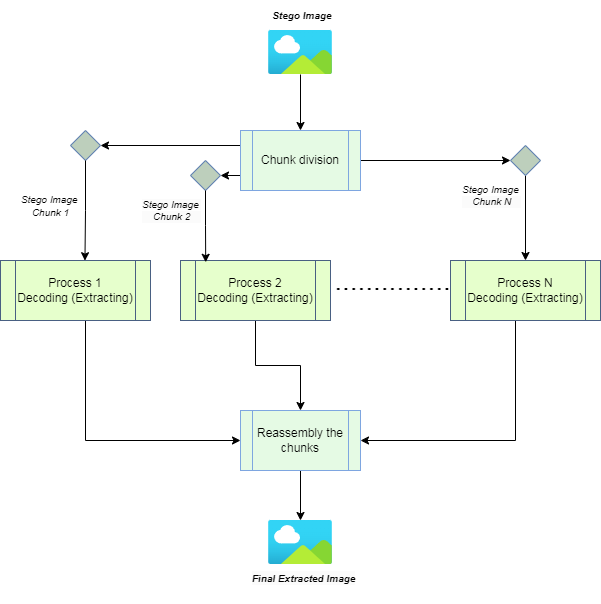 Stego Image
Chunk division
Stego Image
Chunk 1
Stego Image
Chunk 2
Stego Image
Chunk N
Process 1
Decoding (Extracting)
Process 2
Decoding (Extracting)
Process N
Decoding (Extracting)
Reassembly the
chunks
Final Extracted Image